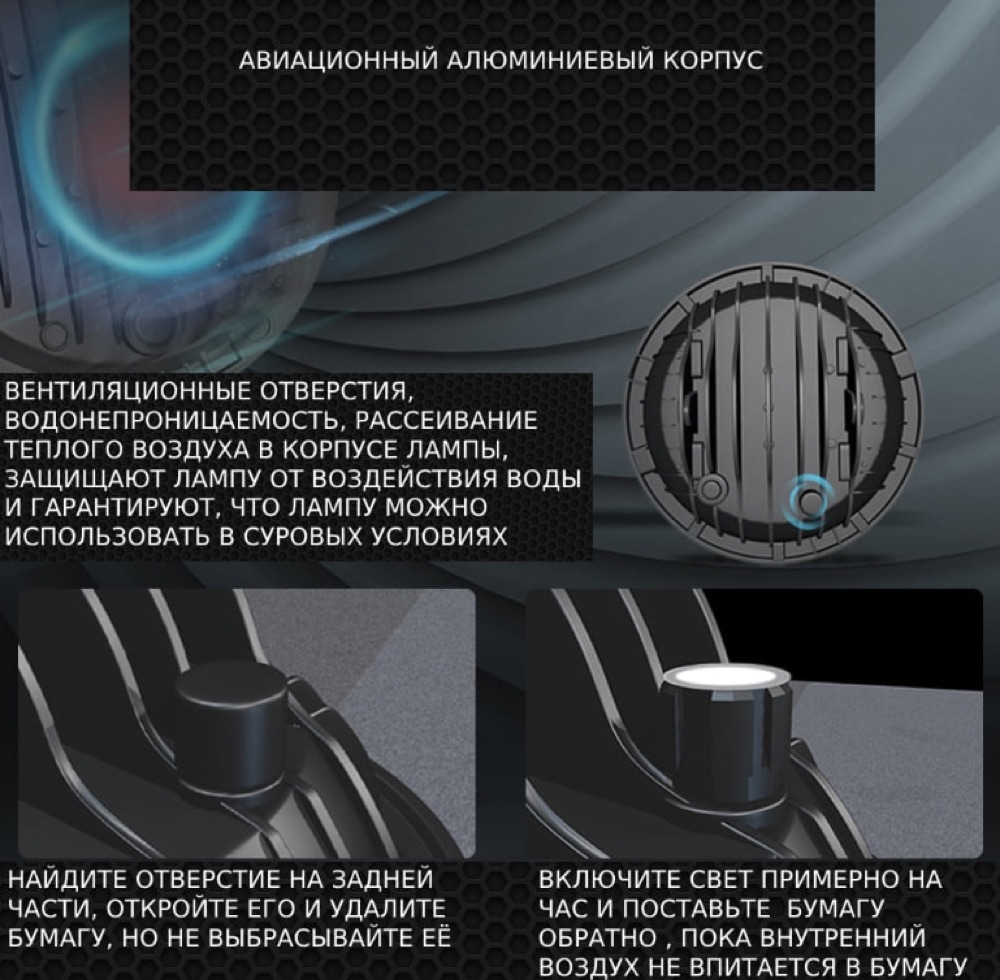 АВИАЦИОННЫЙ АЛЮМИНИЕВЫЙ КОРПУС
ВЕНТИЛЯЦИОННЫЕ ОТВЕРСТИЯ,
ВОДОНЕПРОНИЦАЕМОСТЬ, РАССЕИВАНИЕ
ТЕПЛОГО ВОЗДУХА В КОРПУСЕ ЛАМПЫ,
ЗАЩИЩАЮТ ЛАМПУ ОТ ВОЗДЕЙСТВИЯ ВОДЫ
И ГАРАНТИРУЮТ, ЧТО ЛАМПУ МОЖНО
ИСПОЛЬЗОВАТЬ В СУРОВЫХ УСЛОВИЯХ
НАЙДИТЕ ОТВЕРСТИЕ НА ЗАДНЕЙ
ЧАСТИ, ОТКРОЙТЕ ЕГО И УДАЛИТЕ
БУМАГУ, НО НЕ ВЫБРАСЫВАЙТЕ ЕЁ
ВКЛЮЧИТЕ СВЕТ ПРИМЕРНО НА
ЧАС И ПОСТАВЬТЕ  БУМАГУ
ОБРАТНО , ПОКА ВНУТРЕННИЙ
ВОЗДУХ НЕ ВПИТАЕТСЯ В БУМАГУ